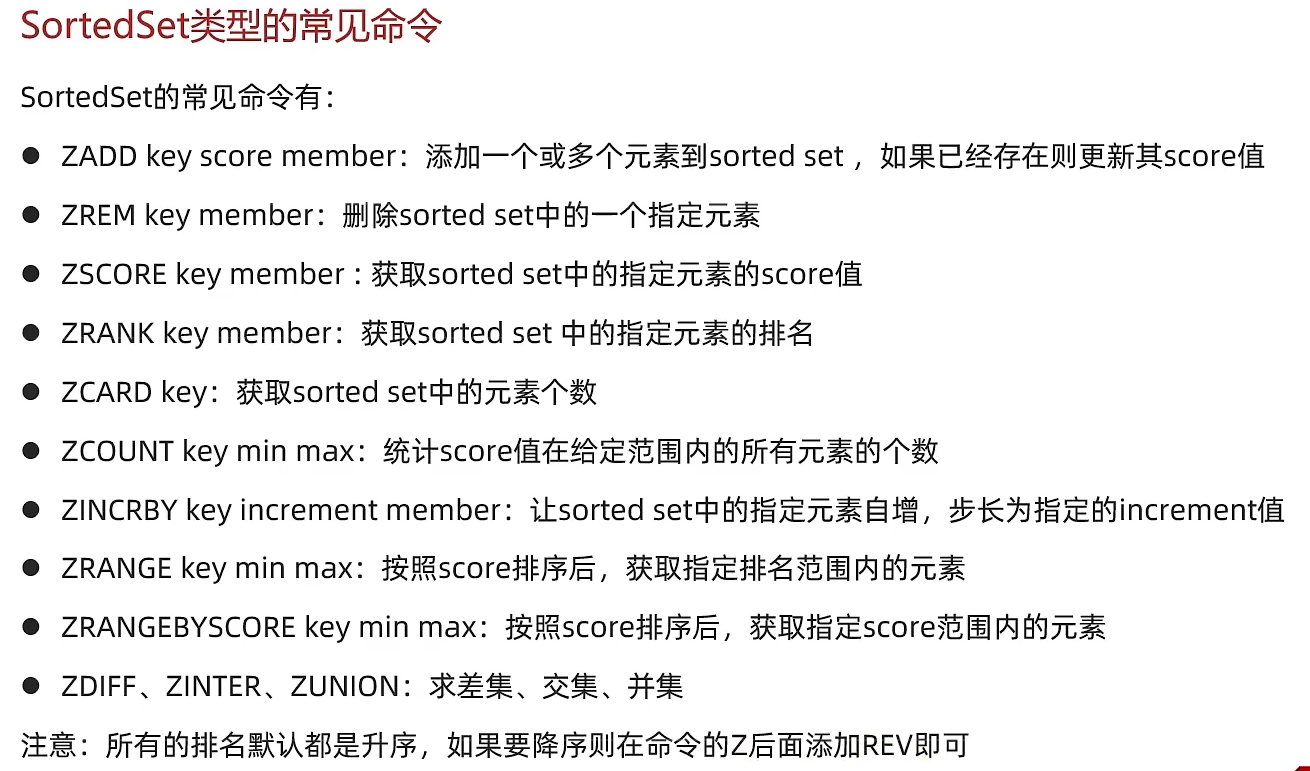 SortedSet类型的常见命令
SortedSet的常见命令有：
● ZADD key score member：添加一个或多个元素到sorted set ，如果已经存在则更新其score值
● ZREM key member：删除sorted set中的一个指定元素
● ZSCORE key member : 获取sorted set中的指定元素的score值
● ZRANK key member：获取sorted set 中的指定元素的排名
● ZCARD key：获取sorted set中的元素个数
● ZCOUNT key min max：统计score值在给定范围内的所有元素的个数
● ZINCRBY key increment member：让sorted set中的指定元素自增，步长为指定的increment值
● ZRANGE key min max：按照score排序后，获取指定排名范围内的元素
● ZRANGEBYSCORE key min max：按照score排序后，获取指定score范围内的元素
● ZDIFF、ZINTER、ZUNION：求差集、交集、并集
注意：所有的排名默认都是升序，如果要降序则在命令的Z后面添加REV即可